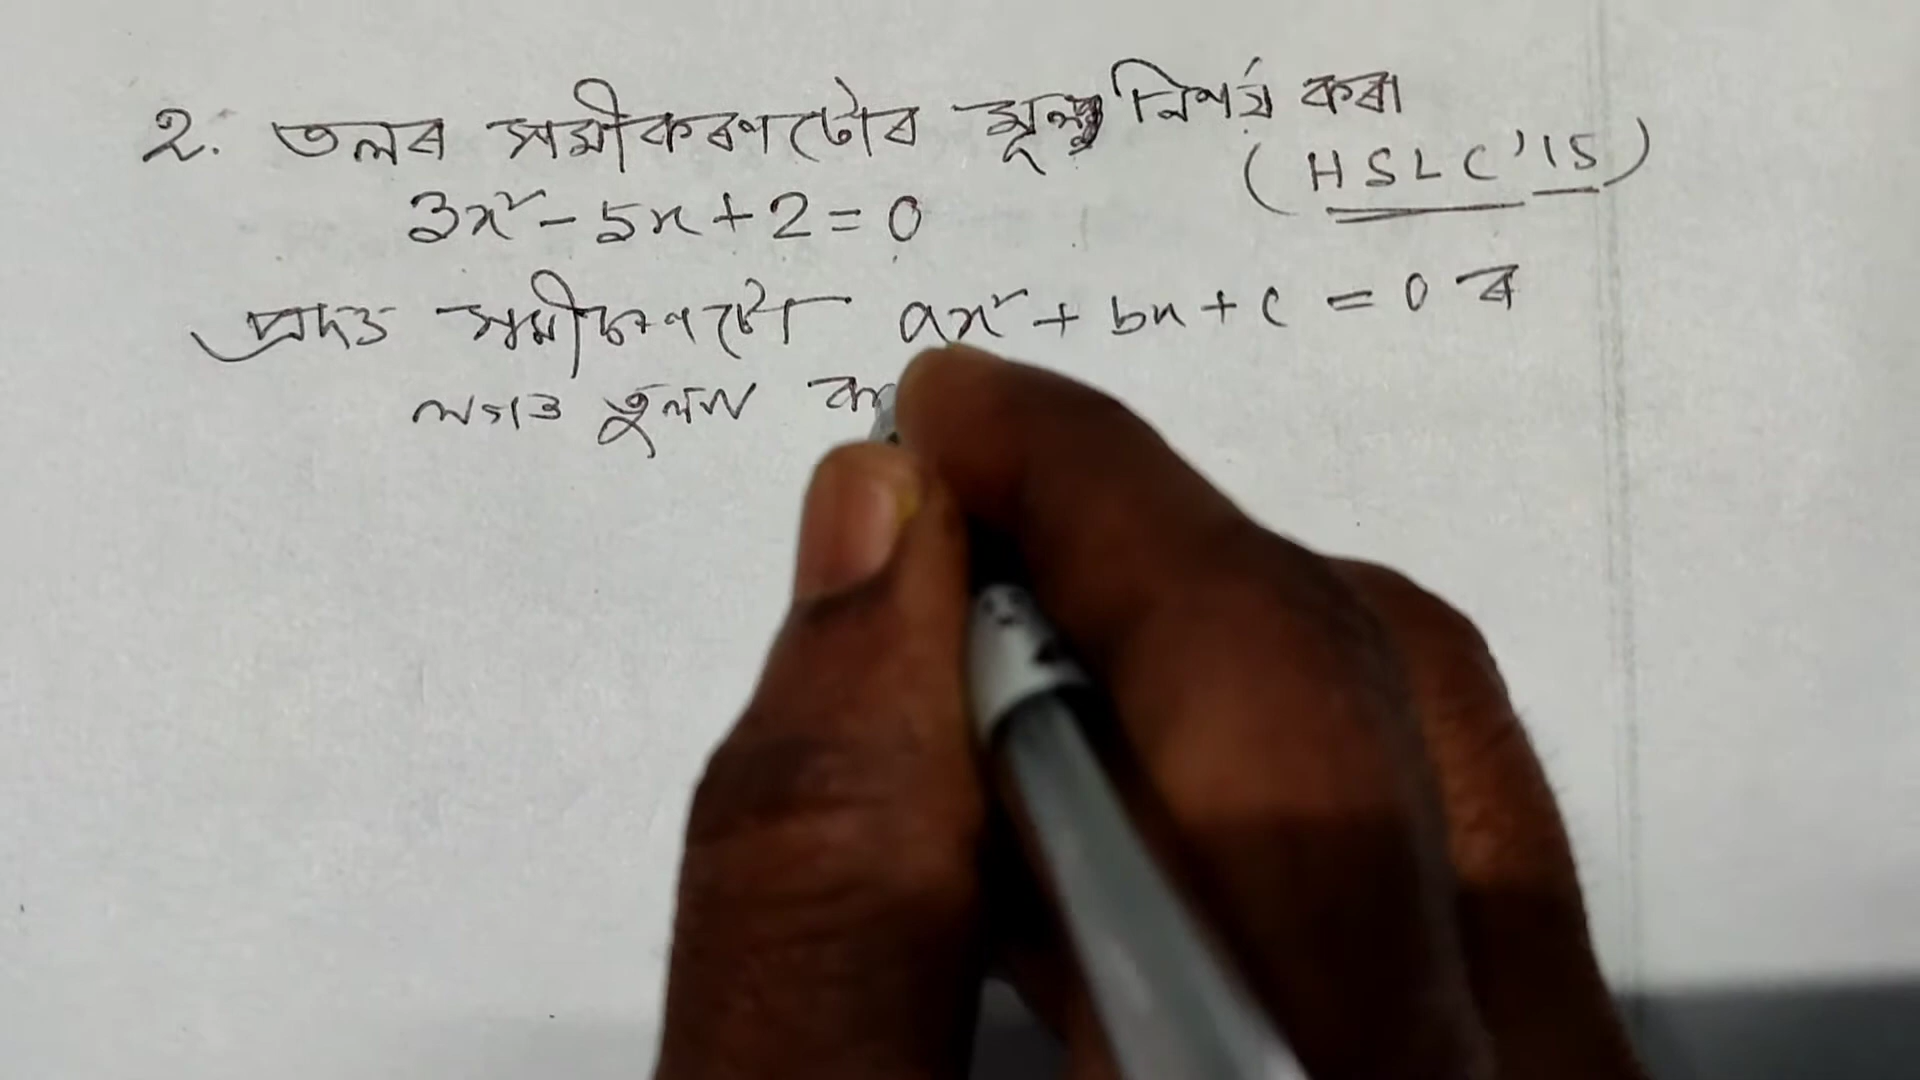 2. তলৰ সমীকৰণটোৰ মূল নিৰ্ণয় কৰা
(HSLC'15)
3x² - 5x + 2 = 0
প্ৰদত্ত সমীকৰণটো ax² + bx + c = 0 ৰ
লগত তুলনা কৰ